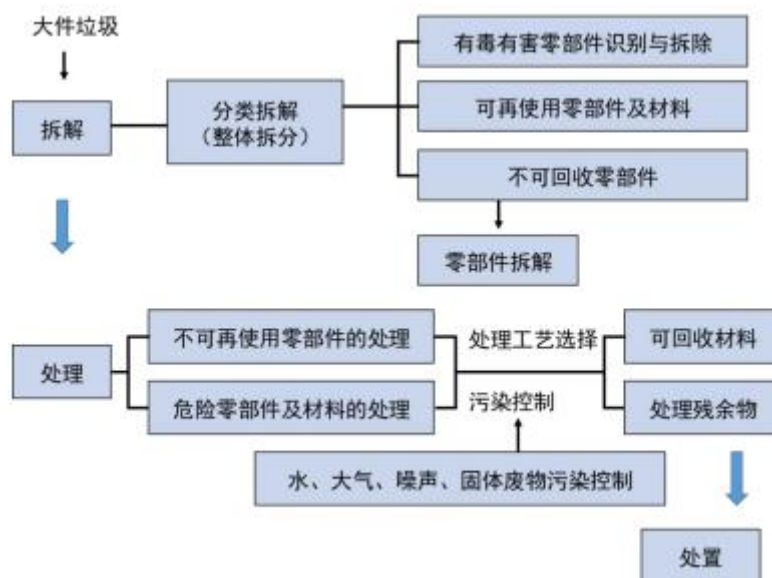 大件垃圾
拆解
分类拆解
（整体拆分）
有毒有害零部件识别与拆除
可再使用零部件及材料
不可回收零部件
零部件拆解
处理
不可再使用零部件的处理
危险零部件及材料的处理
处理工艺选择
污染控制
可回收材料
处理残余物
水、大气、噪声、固体废物污染控制
处置